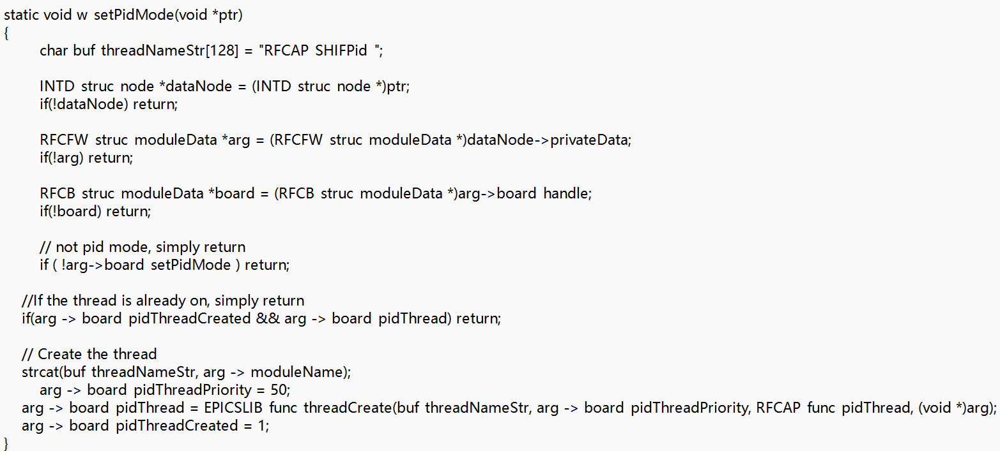 static void w setPidMode(void *ptr)
{
char buf threadNameStr[128] = "RFCAP SHIFPid ";
INTD struc node *dataNode = (INTD struc node *)ptr;
if(!dataNode) return;
RFCFW struc moduleData *arg = (RFCFW struc moduleData *)dataNode->privateData;
if(!arg) return;
RFCB struc moduleData *board = (RFCB struc moduleData *)arg->board handle;
if(!board) return;
// not pid mode, simply return
if ( !arg->board setPidMode ) return;
//If the thread is already on, simply return
if(arg -> board pidThreadCreated && arg -> board pidThread) return;
// Create the thread
strcat(buf threadNameStr, arg -> moduleName);
arg -> board pidThreadPriority = 50;
arg -> board pidThread = EPICSLIB func threadCreate(buf threadNameStr, arg -> board pidThreadPriority, RFCAP func pidThread, (void *)arg);
arg -> board pidThreadCreated = 1;
}